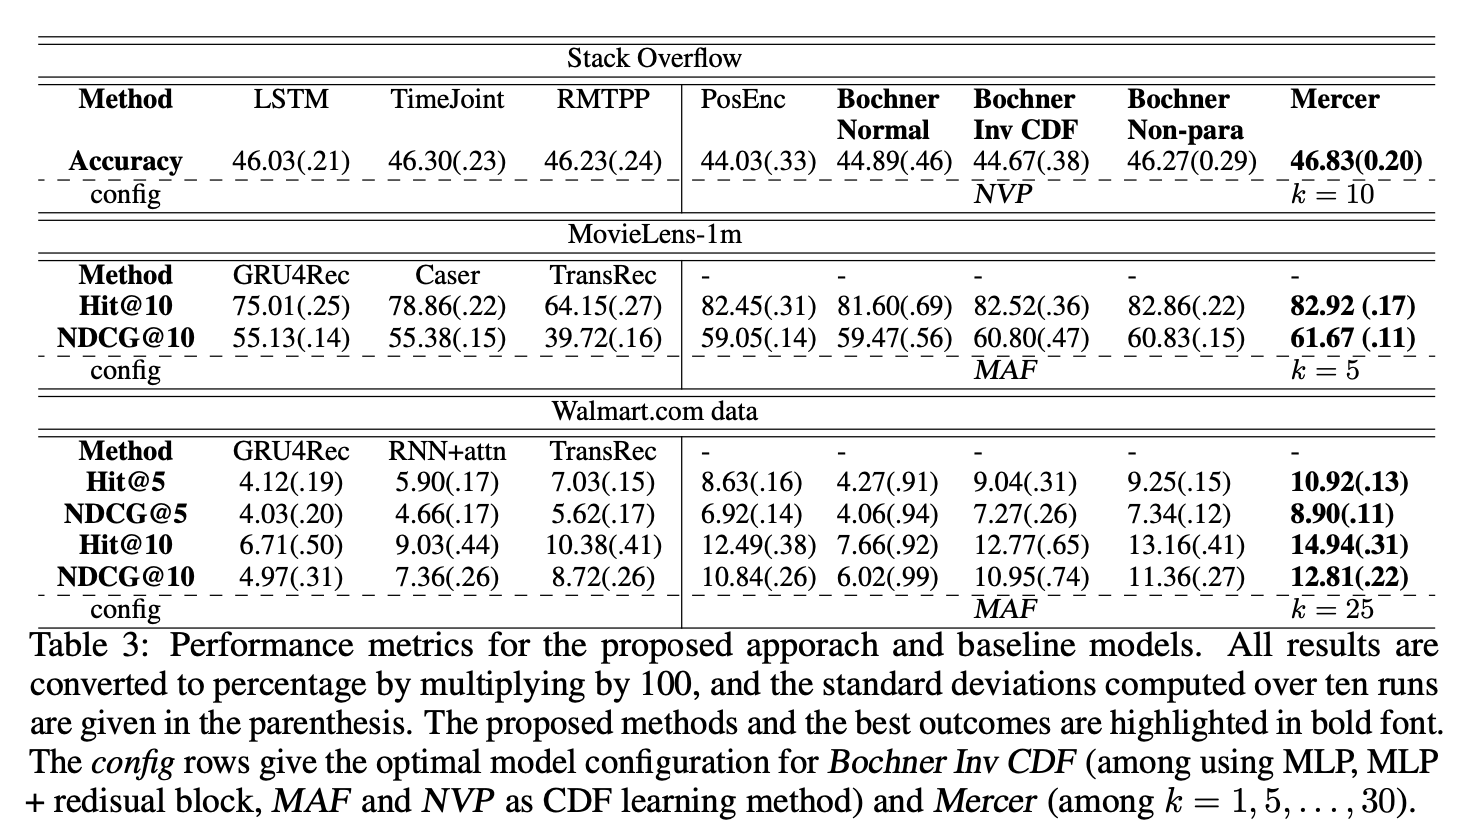 Stack Overflow
Method LSTM TimeJoint RMTPP PosEnc Bochner Bochner Bochner Mercer
Normal Inv CDF Non-para
Accuracy 46.03(.21) 46.30(.23) 46.23(.24) 44.03(.33) 44.89(.46) 44.67(.38) 46.27(0.29) 46.83(0.20)
config NVP k = 10
MovieLens-1m
Method GRU4Rec Caser TransRec - - - - -
Hit@10 75.01(.25) 78.86(.22) 64.15(.27) 82.45(.31) 81.60(.69) 82.52(.36) 82.86(.22) 82.92 (.17)
NDCG@10 55.13(.14) 55.38(.15) 39.72(.16) 59.05(.14) 59.47(.56) 60.80(.47) 60.83(.15) 61.67 (.11)
config MAF k = 5
Walmart.com data
Method GRU4Rec RNN+attn TransRec - - - - -
Hit@5 4.12(.19) 5.90(.17) 7.03(.15) 8.63(.16) 4.27(.91) 9.04(.31) 9.25(.15) 10.92(.13)
NDCG@5 4.03(.20) 4.66(.17) 5.62(.17) 6.92(.14) 4.06(.94) 7.27(.26) 7.34(.12) 8.90(.11)
Hit@10 6.71(.50) 9.03(.44) 10.38(.41) 12.49(.38) 7.66(.92) 12.77(.65) 13.16(.41) 14.94(.31)
NDCG@10 4.97(.31) 7.36(.26) 8.72(.26) 10.84(.26) 6.02(.99) 10.95(.74) 11.36(.27) 12.81(.22)
config MAF k = 25
Table 3: Performance metrics for the proposed apporach and baseline models. All results are
converted to percentage by multiplying by 100, and the standard deviations computed over ten runs
are given in the parenthesis. The proposed methods and the best outcomes are highlighted in bold font.
The config rows give the optimal model configuration for Bochner Inv CDF (among using MLP, MLP
+ redisual block, MAF and NVP as CDF learning method) and Mercer (among k = 1, 5, . . . , 30).